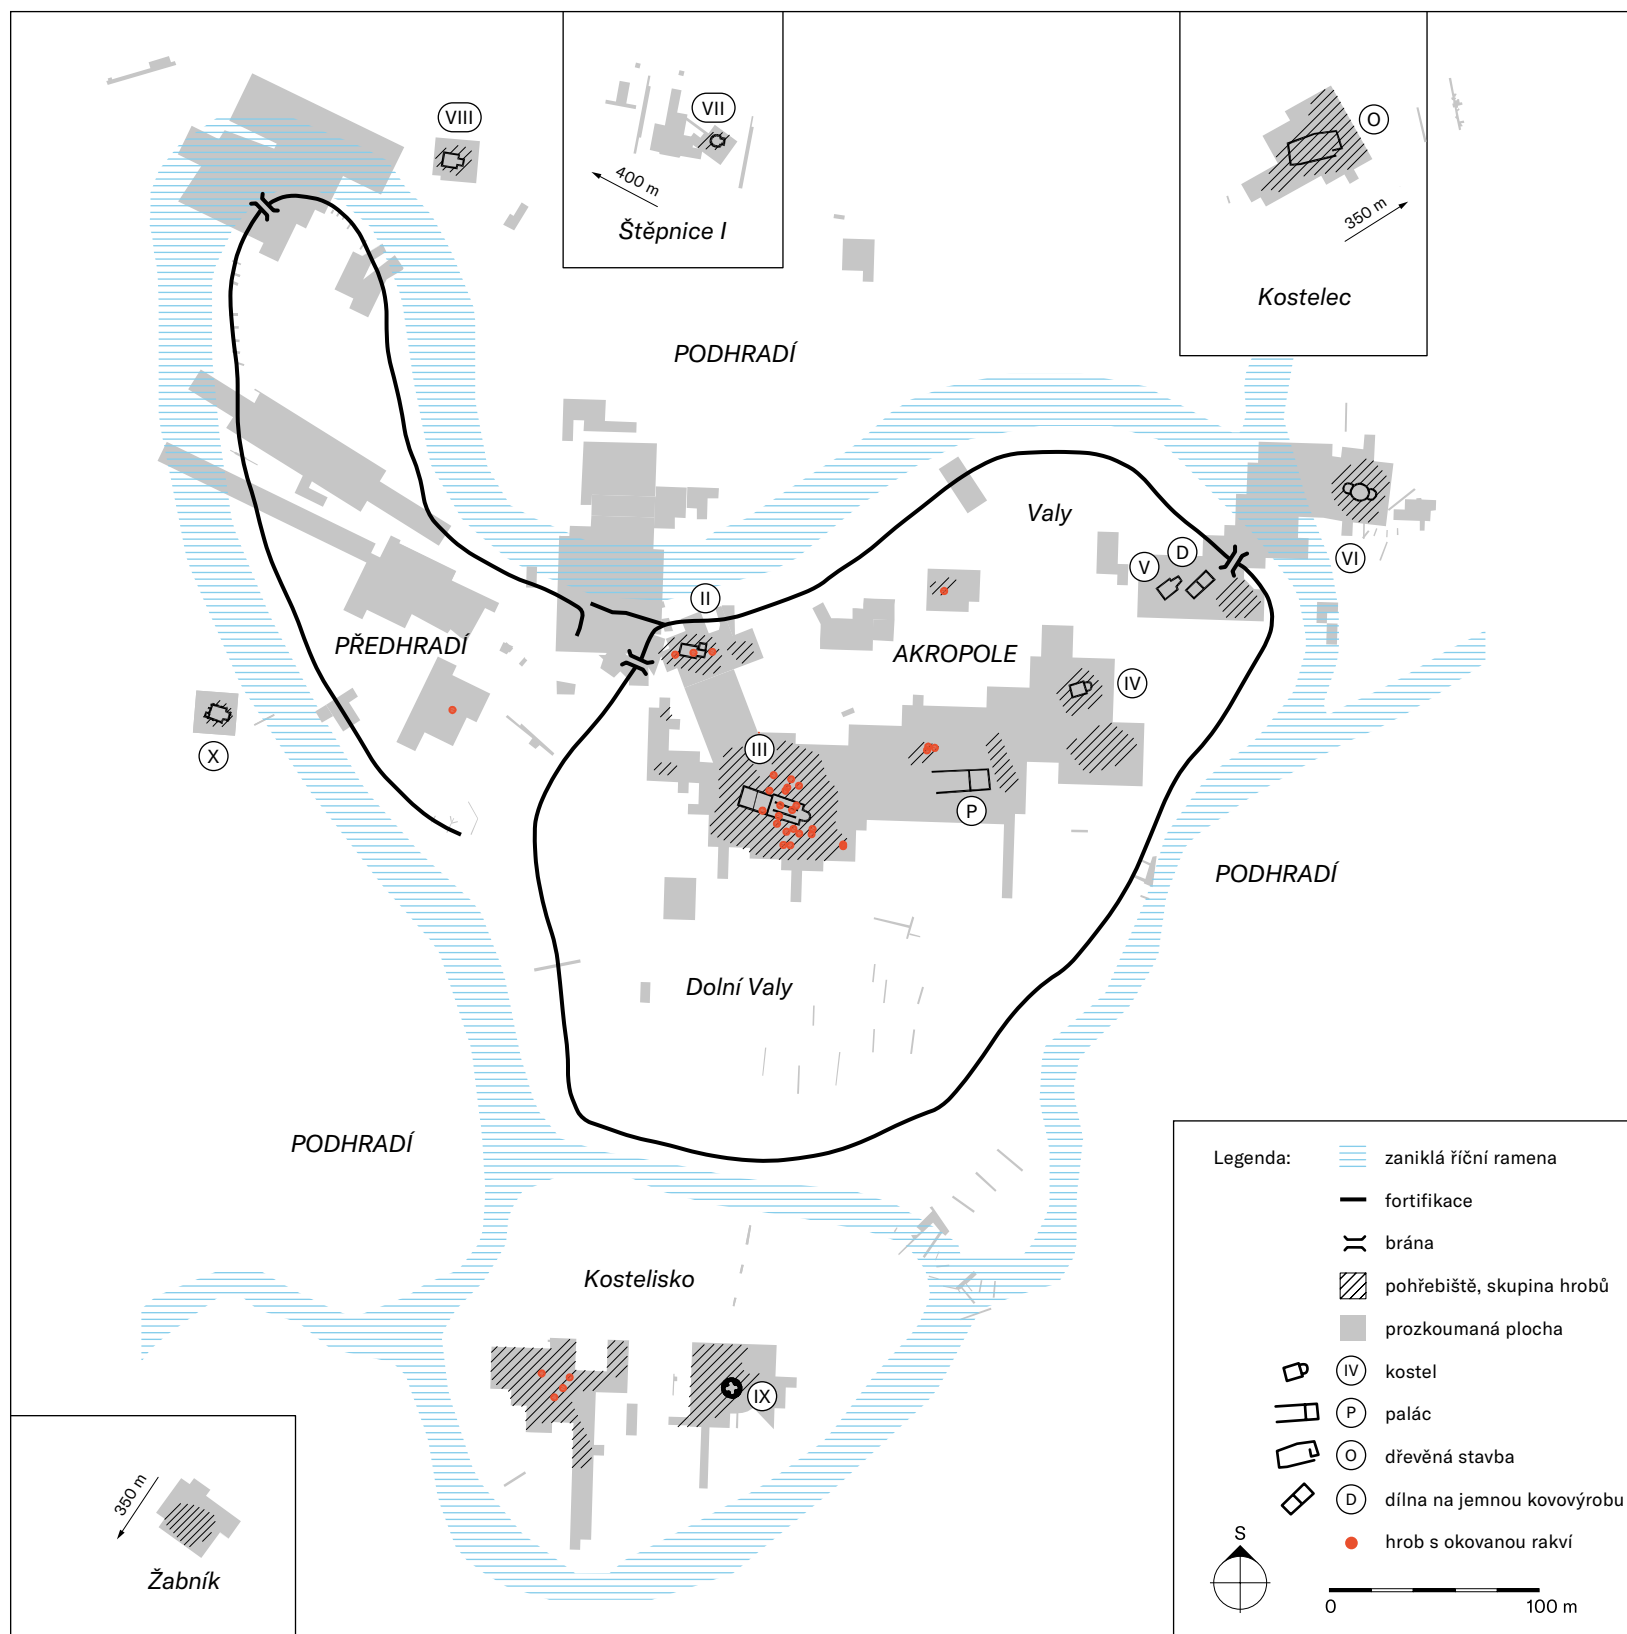 VIII
VII
400 m
Štěpnice I
O
350 m
Kostelec
PODHRADÍ
Valy
D
V
VI
II
PŘEDHRADÍ
AKROPOLE
IV
X
III
P
PODHRADÍ
Dolní Valy
PODHRADÍ
Kostelisko
IX
350 m
Žabník
Legenda:
zaniklá říční ramena
fortifikace
brána
pohřebiště, skupina hrobů
prozkoumaná plocha
IV kostel
P palác
O dřevěná stavba
D dílna na jemnou kovovýrobu
hrob s okovanou rakví
S
0 100 m